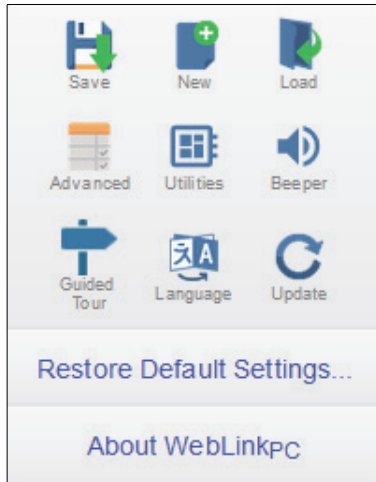 Save New Load
Advanced Utilities Beeper
Guided
Tour
Language Update
Restore Default Settings...
About WebLinkPC